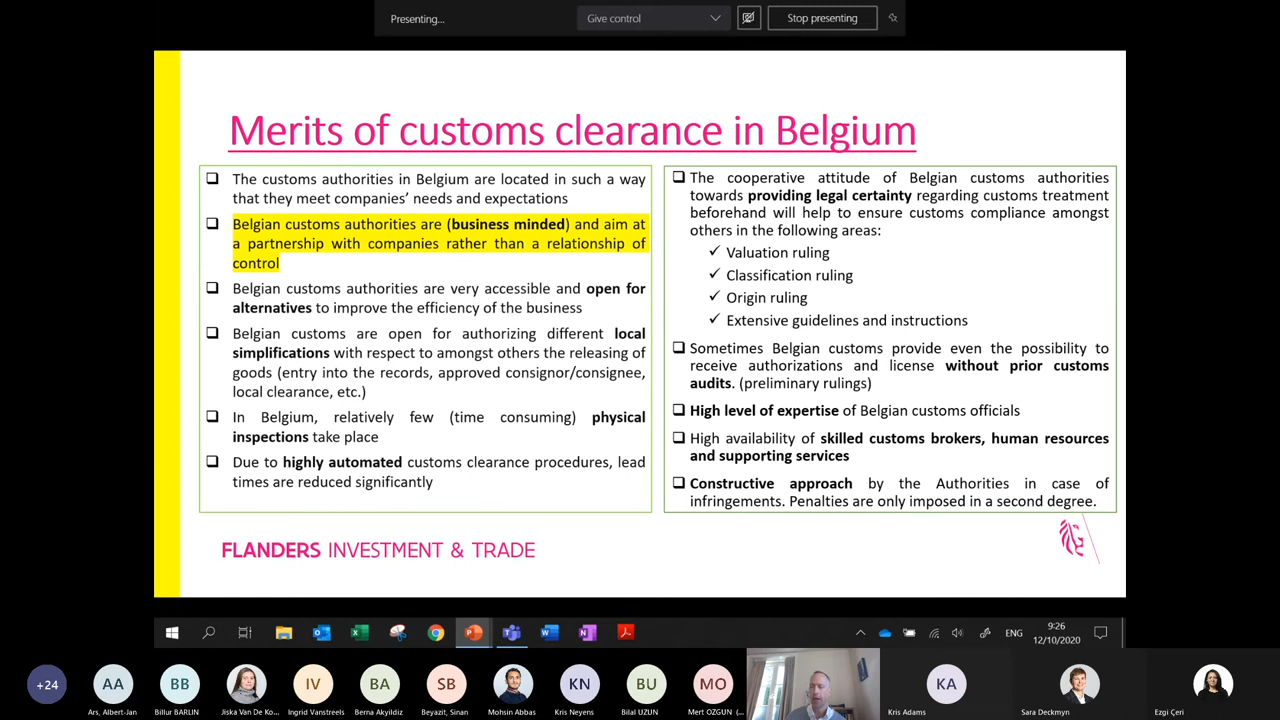 Presenting...
Give control
Stop presenting
Merits of customs clearance in Belgium
The customs authorities in Belgium are located in such a way
that they meet companies' needs and expectations
Belgian customs authorities are (business minded) and aim at
a partnership with companies rather than a relationship of
control
Belgian customs authorities are very accessible and open for
alternatives to improve the efficiency of the business
Belgian customs are open for authorizing different local
simplifications with respect to amongst others the releasing of
goods (entry into the records, approved consignor/consignee,
local clearance, etc.)
In Belgium, relatively few (time consuming) physical
inspections take place
Due to highly automated customs clearance procedures, lead
times are reduced significantly
The cooperative attitude of Belgian customs authorities
towards providing legal certainty regarding customs treatment
beforehand will help to ensure customs compliance amongst
others in the following areas:
Valuation ruling
Classification ruling
Origin ruling
Extensive guidelines and instructions
Sometimes Belgian customs provide even the possibility to
receive authorizations and license without prior customs
audits. (preliminary rulings)
High level of expertise of Belgian customs officials
High availability of skilled customs brokers, human resources
and supporting services
Constructive approach by the Authorities in case of
infringements. Penalties are only imposed in a second degree.
FLANDERS INVESTMENT & TRADE
ENG
9:26
12/10/2020
+24
AA
BB
IV
BA
SB
KN
BU
MO
KA
Ars, Albert-Jan
Billur BARLIN
Jiska Van De Ko...
Ingrid Vanstreels
Berna Akyildiz
Beyazit, Sinan
Mohsin Abbas
Kris Neyens
Bilal UZUN
Mert OZGUN (...
Kris Adams
Sara Deckmyn
Ezgi Çeri